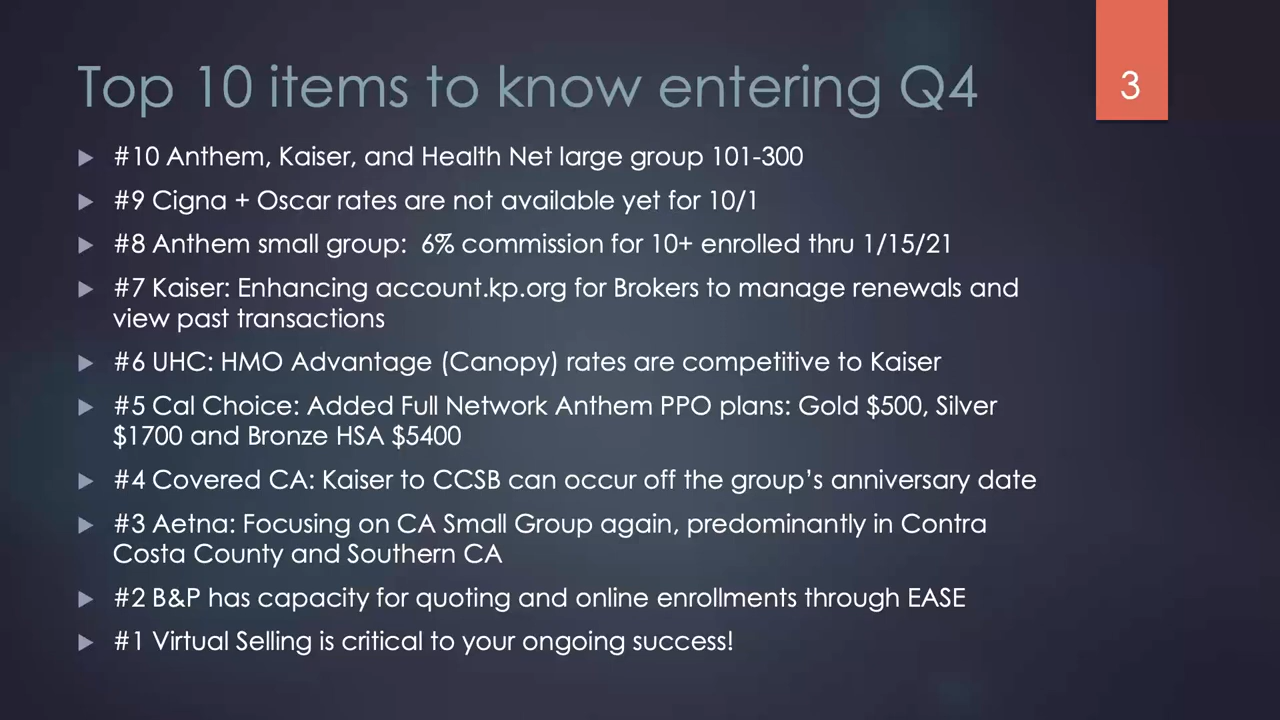 Top 10 items to know entering Q4
3
#10 Anthem, Kaiser, and Health Net large group 101-300
#9 Cigna + Oscar rates are not available yet for 10/1
#8 Anthem small group:  6% commission for 10+ enrolled thru 1/15/21
#7 Kaiser: Enhancing account.kp.org for Brokers to manage renewals and
view past transactions
#6 UHC: HMO Advantage (Canopy) rates are competitive to Kaiser
#5 Cal Choice: Added Full Network Anthem PPO plans: Gold $500, Silver
$1700 and Bronze HSA $5400
#4 Covered CA: Kaiser to CCSB can occur off the group’s anniversary date
#3 Aetna: Focusing on CA Small Group again, predominantly in Contra
Costa County and Southern CA
#2 B&P has capacity for quoting and online enrollments through EASE
#1 Virtual Selling is critical to your ongoing success!